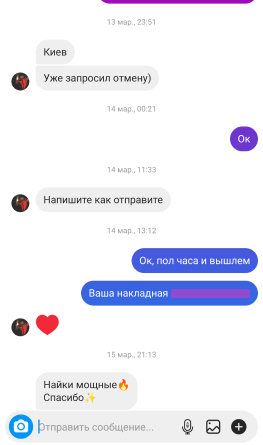 13 мар., 23:51
Киев
Уже запросил отмену)
14 мар., 00:21
Ок
14 мар., 11:33
Напишите как отправите
14 мар., 13:12
Ок, пол часа и вышлем
Ваша накладная
15 мар., 21:13
Найки мощные🔥
Спасибо✨
Отправить сообщение...